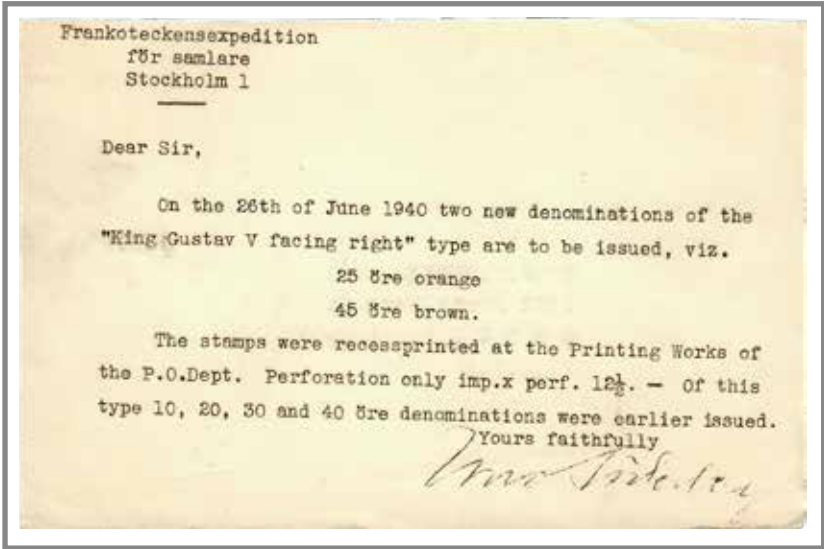 Frankoteckensexpedition
för samlare
Stockholm 1
Dear Sir,
On the 26th of June 1940 two new denominations of the
"King Gustav V facing right" type are to be issued, viz.
25 öre orange
45 öre brown.
The stamps were recessprinted at the Printing Works of
the P.O.Dept. Perforation only imp.x perf. 12½. — Of this
type 10, 20, 30 and 40 öre denominations were earlier issued.
Yours faithfully